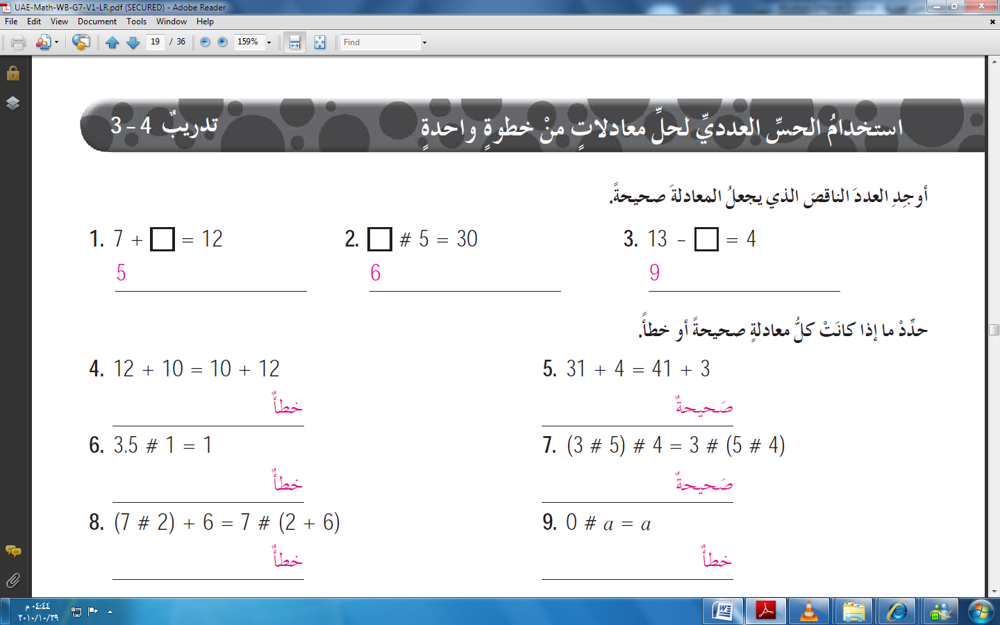 UAE-Math-WB-G7-V1-LR.pdf (SECURED) - Adobe Reader
File Edit View Document Tools Window Help
19 / 36 159% Find
استخدامُ الحسِّ العدديِّ لحلِّ معادلاتٍ منْ خطوةٍ واحدةٍ تدريبٌ 4 – 3
أوجِدِ العددَ الناقصَ الذي يجعلُ المعادلةَ صحيحةً.
1. 7 + □ = 12 2. □ # 5 = 30 3. 13 - □ = 4
5 6 9
حدِّدْ ما إذا كانَتْ كلُّ معادلةٍ صحيحةً أو خطأً.
4. 12 + 10 = 10 + 12 5. 31 + 4 = 41 + 3
خطأٌ صَحيحةٌ
6. 3.5 # 1 = 1 7. (3 # 5) # 4 = 3 # (5 # 4)
خطأٌ صَحيحةٌ
8. (7 # 2) + 6 = 7 # (2 + 6) 9. 0 # a = a
خطأٌ خطأٌ
٠٤:٤٤ م
٢٠١٠/١٠/٢٩